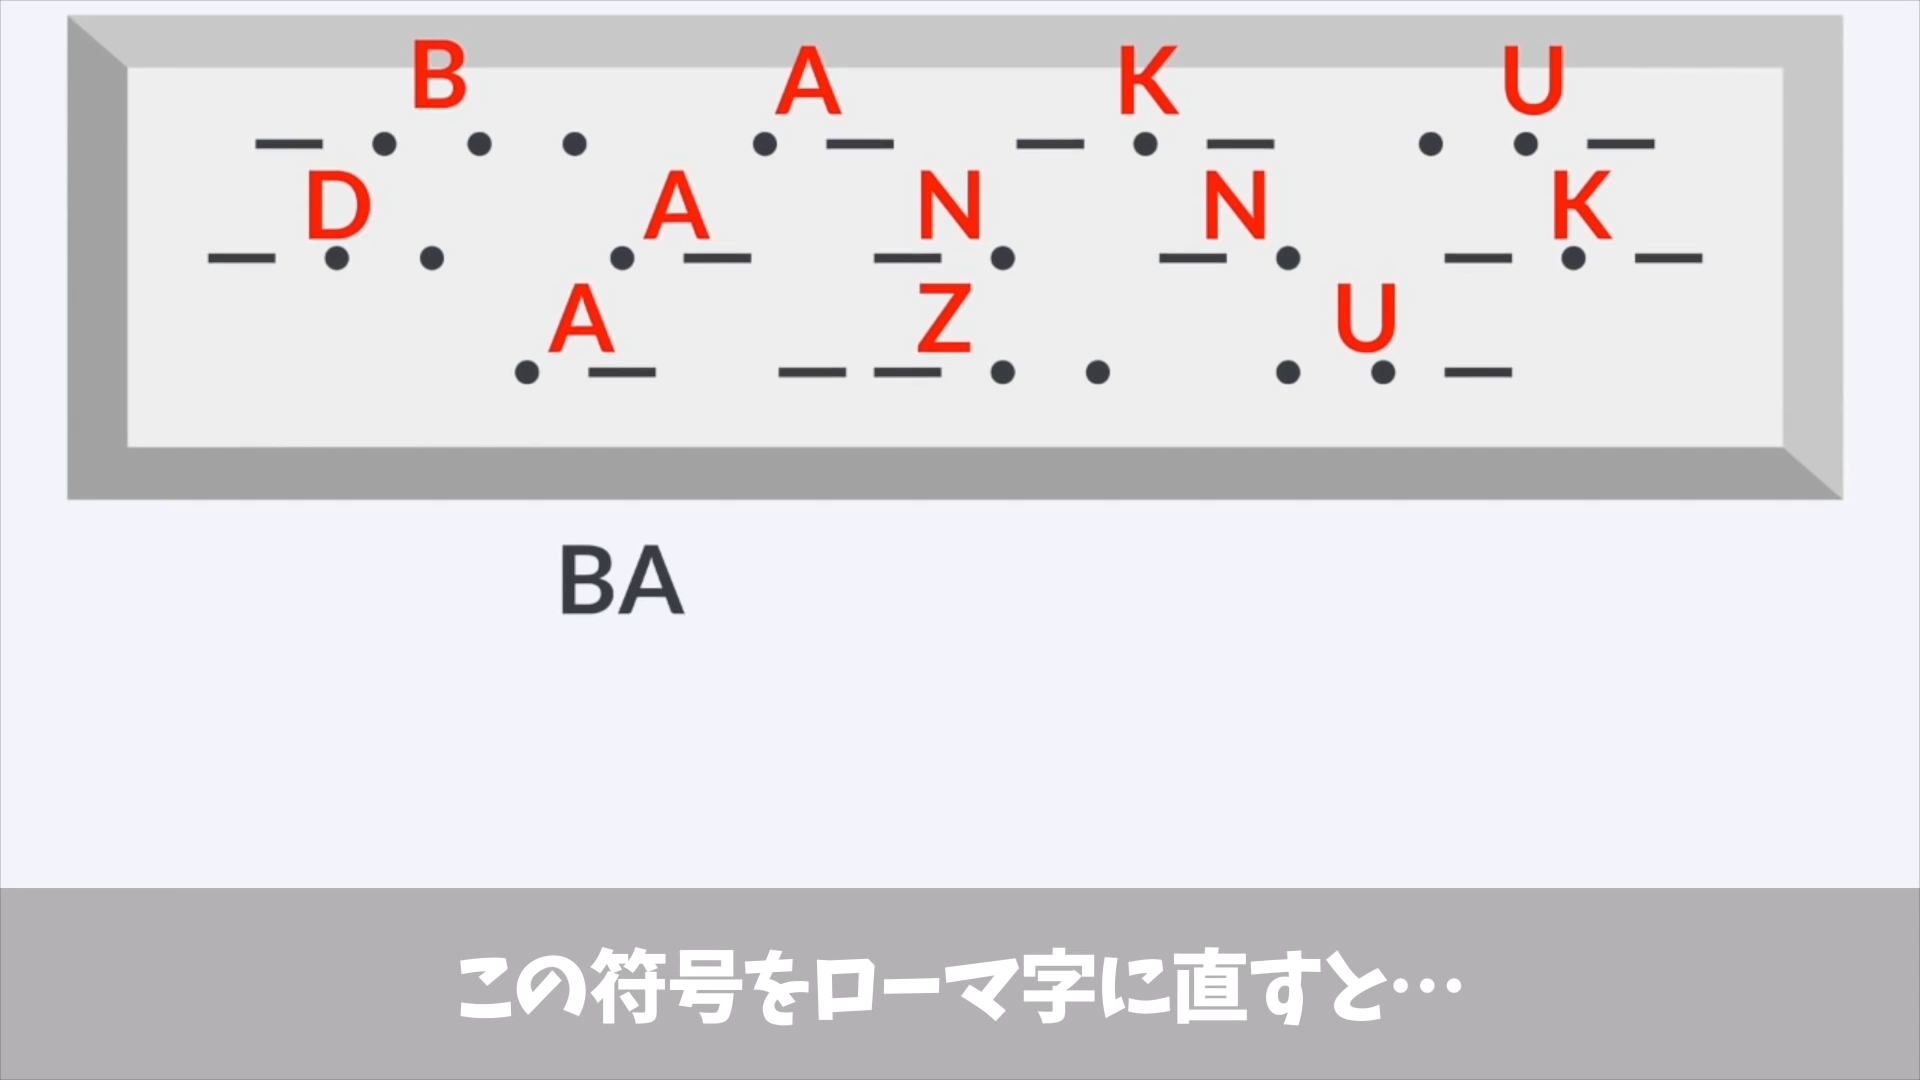 B A K U
— • • • • — — • — • • —
D A N N K
— • • • — — • — • — • —
A Z U
• — — — • • • • —
BA
この符号をローマ字に直すと…